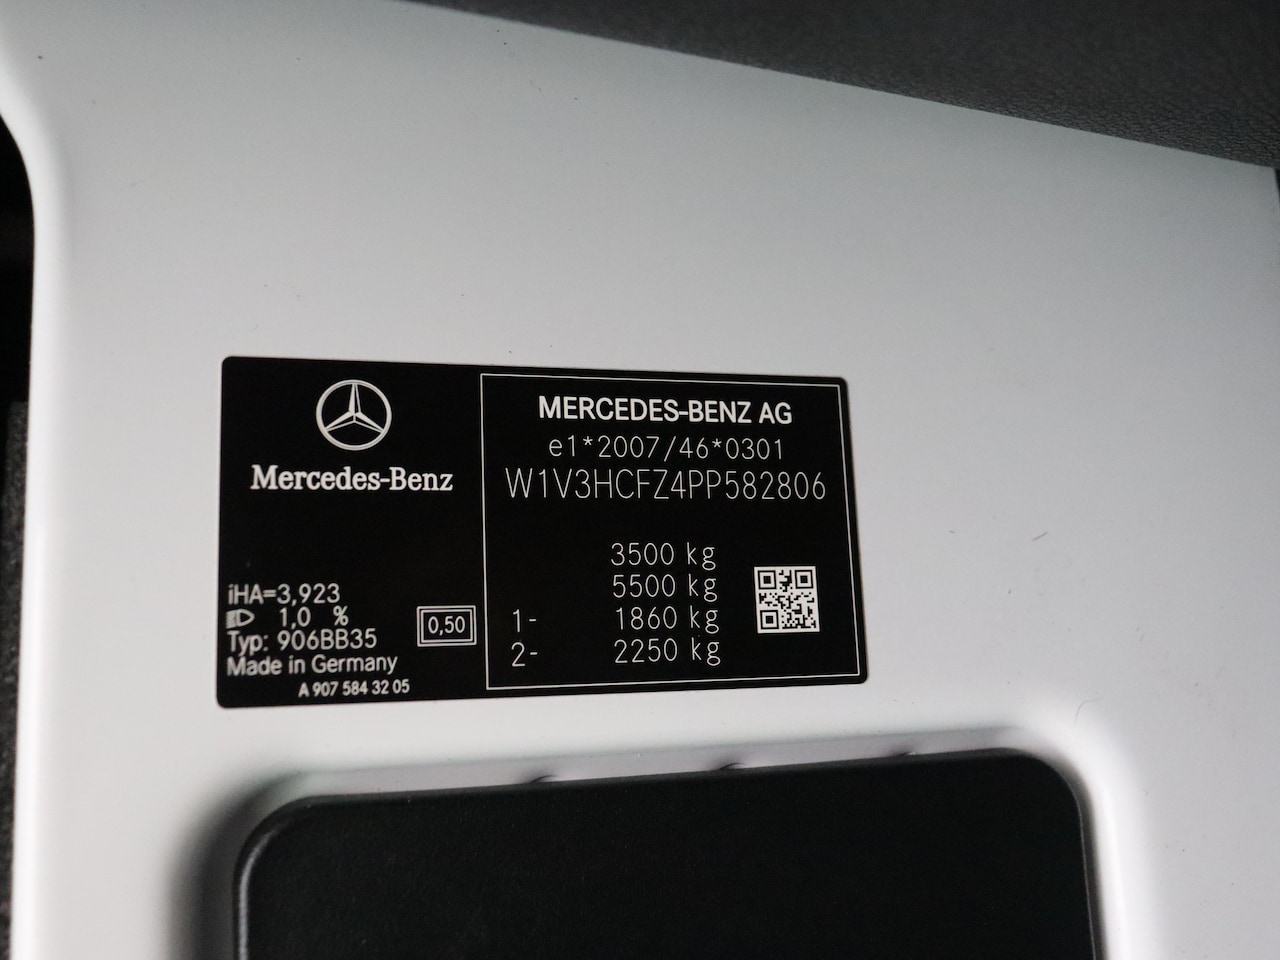 Mercedes-Benz
iHA=3,923
1,0 %
Typ: 906BB35
Made in Germany
A 907 584 32 05
0,50
MERCEDES-BENZ AG
e1*2007/46*0301
W1V3HCFZ4PP582806
3500 kg
5500 kg
1- 1860 kg
2- 2250 kg